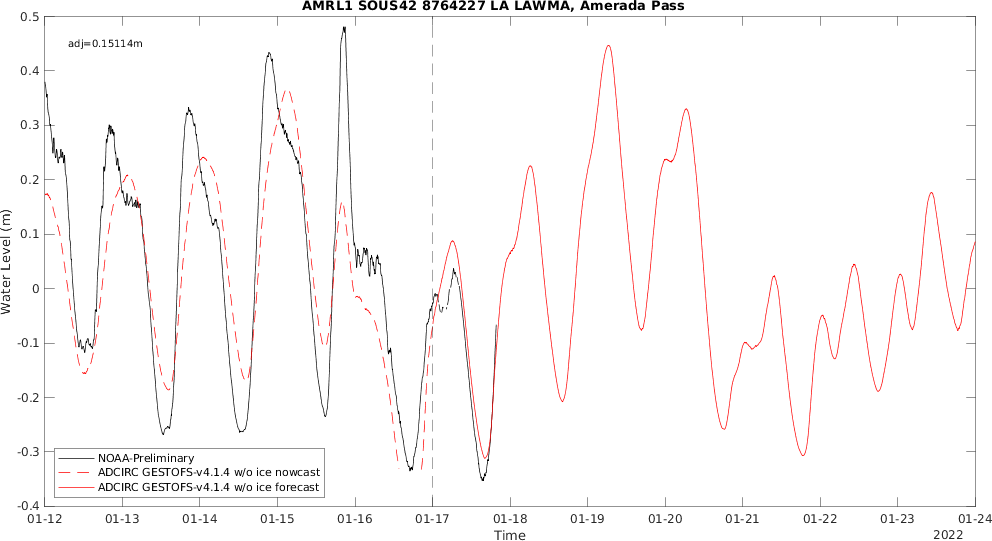 AMRL1 SOUS42 8764227 LA LAWMA, Amerada Pass
adj=0.15114m
0.5
0.4
0.3
0.2
0.1
0
-0.1
-0.2
-0.3
-0.4
Water Level (m)
NOAA-Preliminary
ADCIRC GESTOFS-v4.1.4 w/o ice nowcast
ADCIRC GESTOFS-v4.1.4 w/o ice forecast
01-12 01-13 01-14 01-15 01-16 01-17 01-18 01-19 01-20 01-21 01-22 01-23 01-24
Time
2022